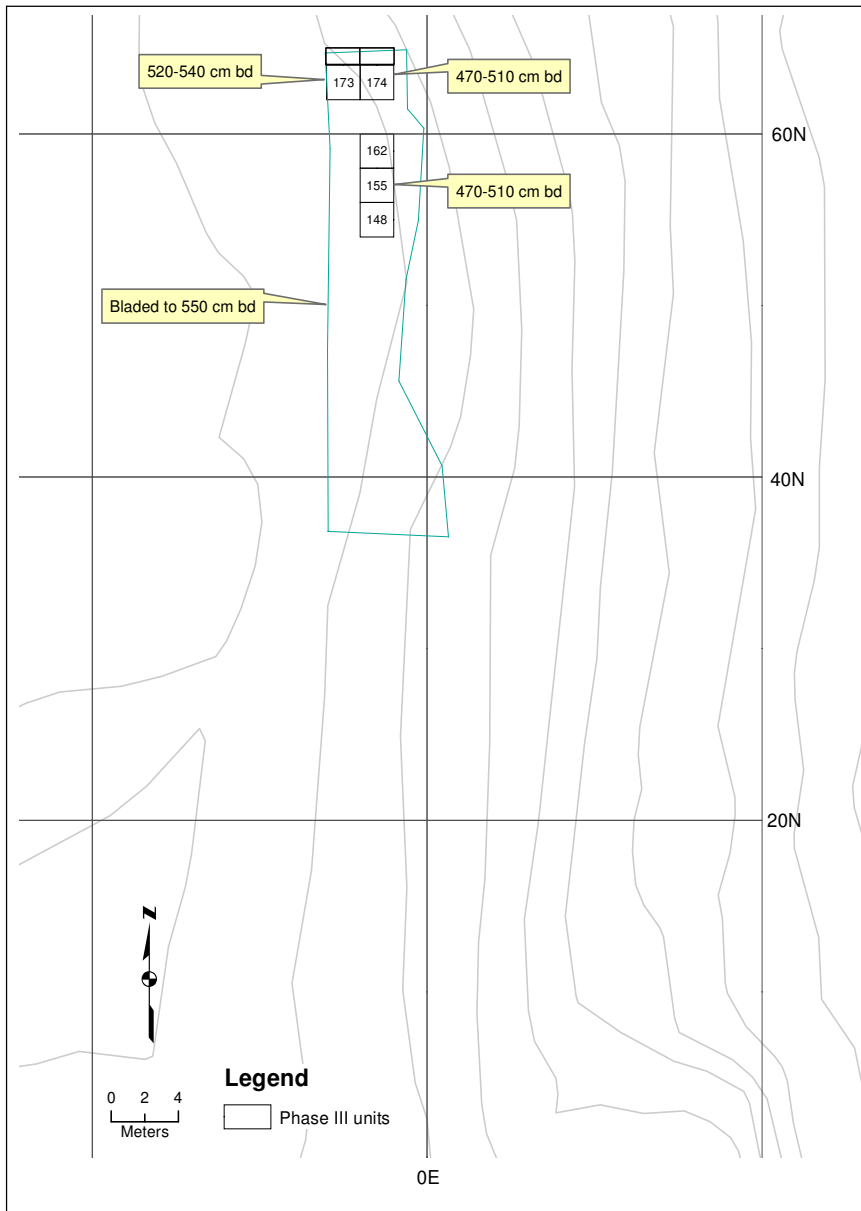 520-540 cm bd
470-510 cm bd
173
174
60N
162
155
470-510 cm bd
148
Bladed to 550 cm bd
40N
20N
N
Legend
0 2 4
Meters
Phase III units
0E